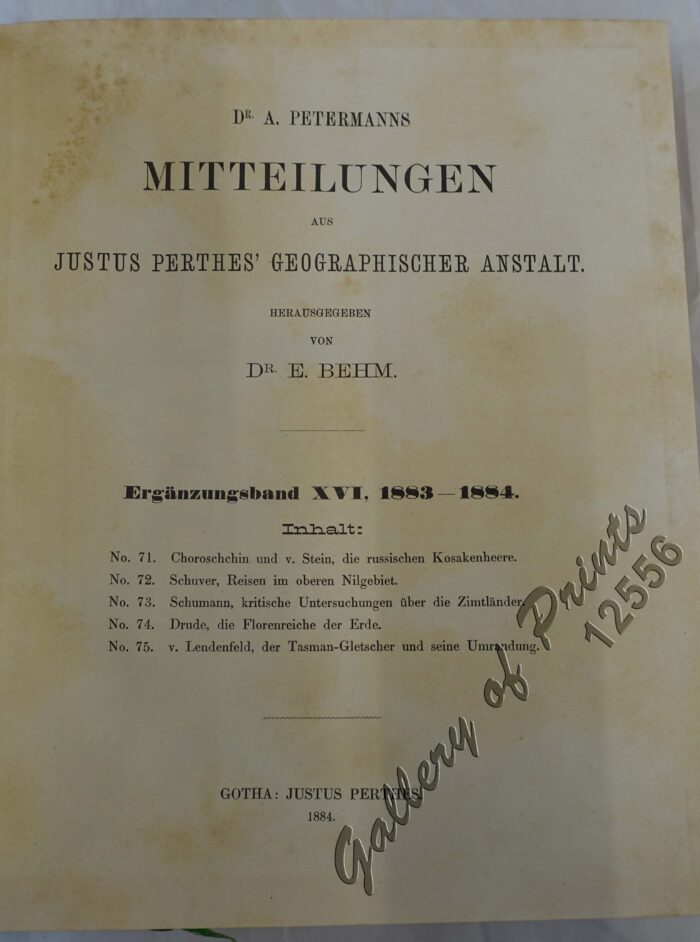 DR. A. PETERMANNS
MITTEILUNGEN
AUS
JUSTUS PERTHES' GEOGRAPHISCHER ANSTALT.
HERAUSGEGEBEN
VON
DR. E. BEHM.
Ergänzungsband XVI, 1883—1884.
Inhalt:
No. 71. Choroschchin und v. Stein, die russischen Kosakenheere.
No. 72. Schuver, Reisen im oberen Nilgebiet.
No. 73. Schumann, kritische Untersuchungen über die Zimtländer.
No. 74. Drude, die Florenreiche der Erde.
No. 75. v. Lendenfeld, der Tasman-Gletscher und seine Umrandung.
GOTHA: JUSTUS PERTHES.
1884.
Gallery of Prints
12556